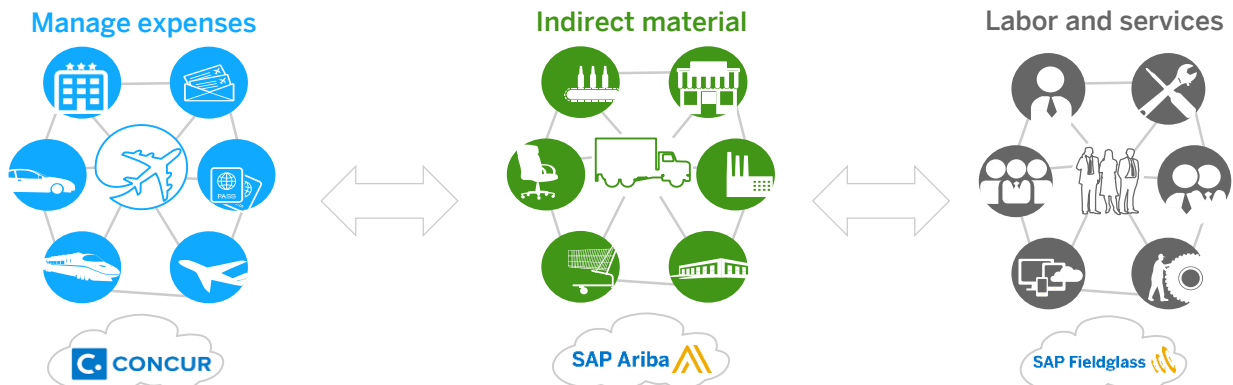 Manage expenses
Indirect material
Labor and services
PASS
C. CONCUR
SAP Ariba
SAP Fieldglass